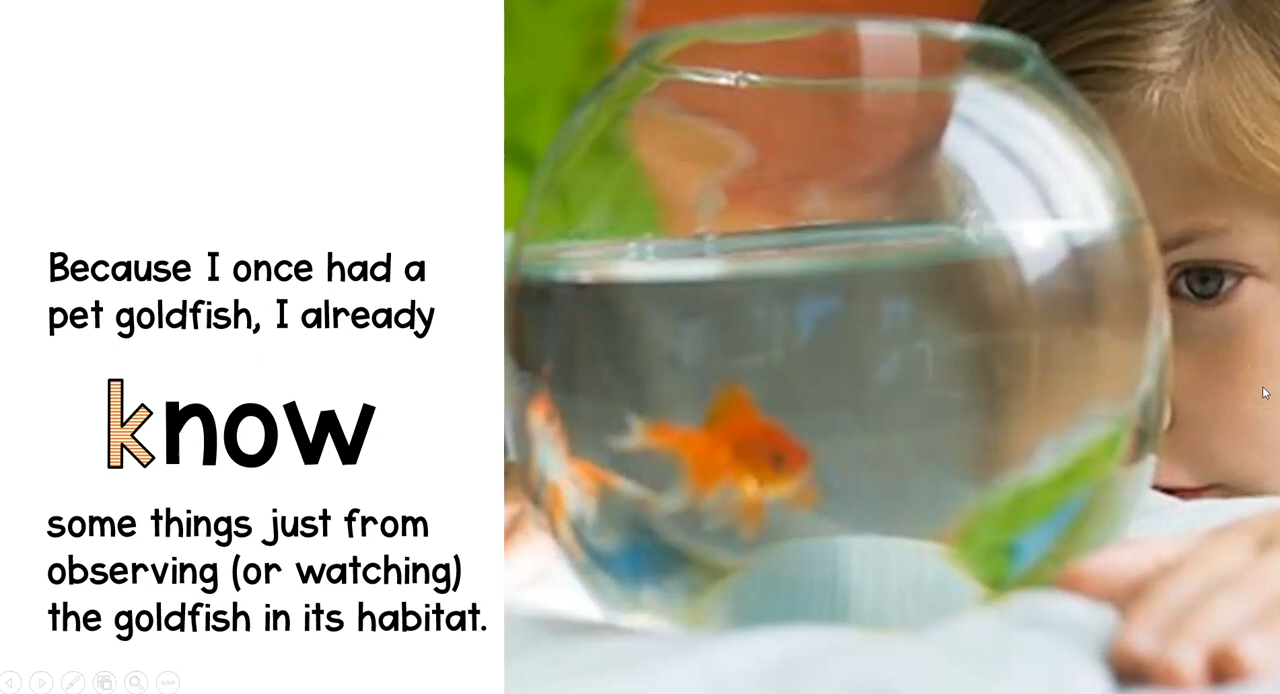 Because I once had a
pet goldfish, I already
know
some things just from
observing (or watching)
the goldfish in its habitat.